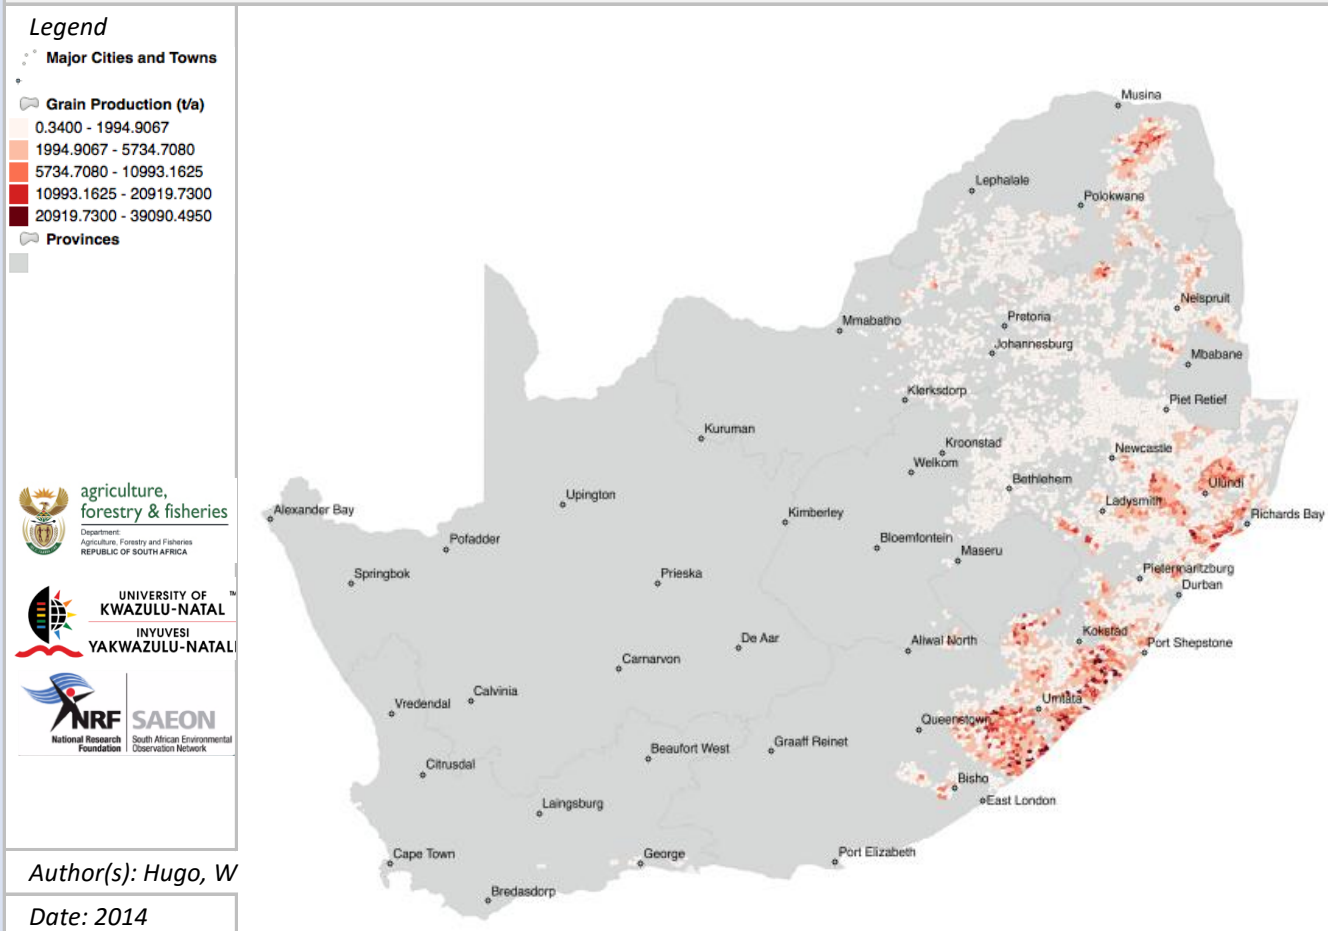 Legend
Major Cities and Towns
Grain Production (t/a)
0.3400 - 1994.9067
1994.9067 - 5734.7080
5734.7080 - 10993.1625
10993.1625 - 20919.7300
20919.7300 - 39090.4950
Provinces
agriculture,
forestry & fisheries
Department:
Agriculture, Forestry and Fisheries
REPUBLIC OF SOUTH AFRICA
UNIVERSITY OF ™
KWAZULU-NATAL
INYUVESI
YAKWAZULU-NATALI
NRF SAEON
National Research
Foundation
South African Environmental
Observation Network
Author(s): Hugo, W
Date: 2014
Musina
Lephalale
Polokwane
Nelspruit
Mmabatho
Pretoria
Johannesburg
Mbabane
Klerksdorp
Piet Retief
Kuruman
Kroonstad
Newcastle
Welkom
Bethlehem
Ulundi
Upington
Ladysmith
Alexander Bay
Kimberley
Richards Bay
Pofadder
Bloemfontein
Maseru
Springbok
Prieska
Pietermaritzburg
Durban
De Aar
Aliwal North
Kokstad
Port Shepstone
Carnarvon
Calvinia
Vredendal
Umtata
Queenstown
Beaufort West
Graaff Reinet
Citrusdal
Bisho
Laingsburg
East London
Cape Town
George
Port Elizabeth
Bredasdorp